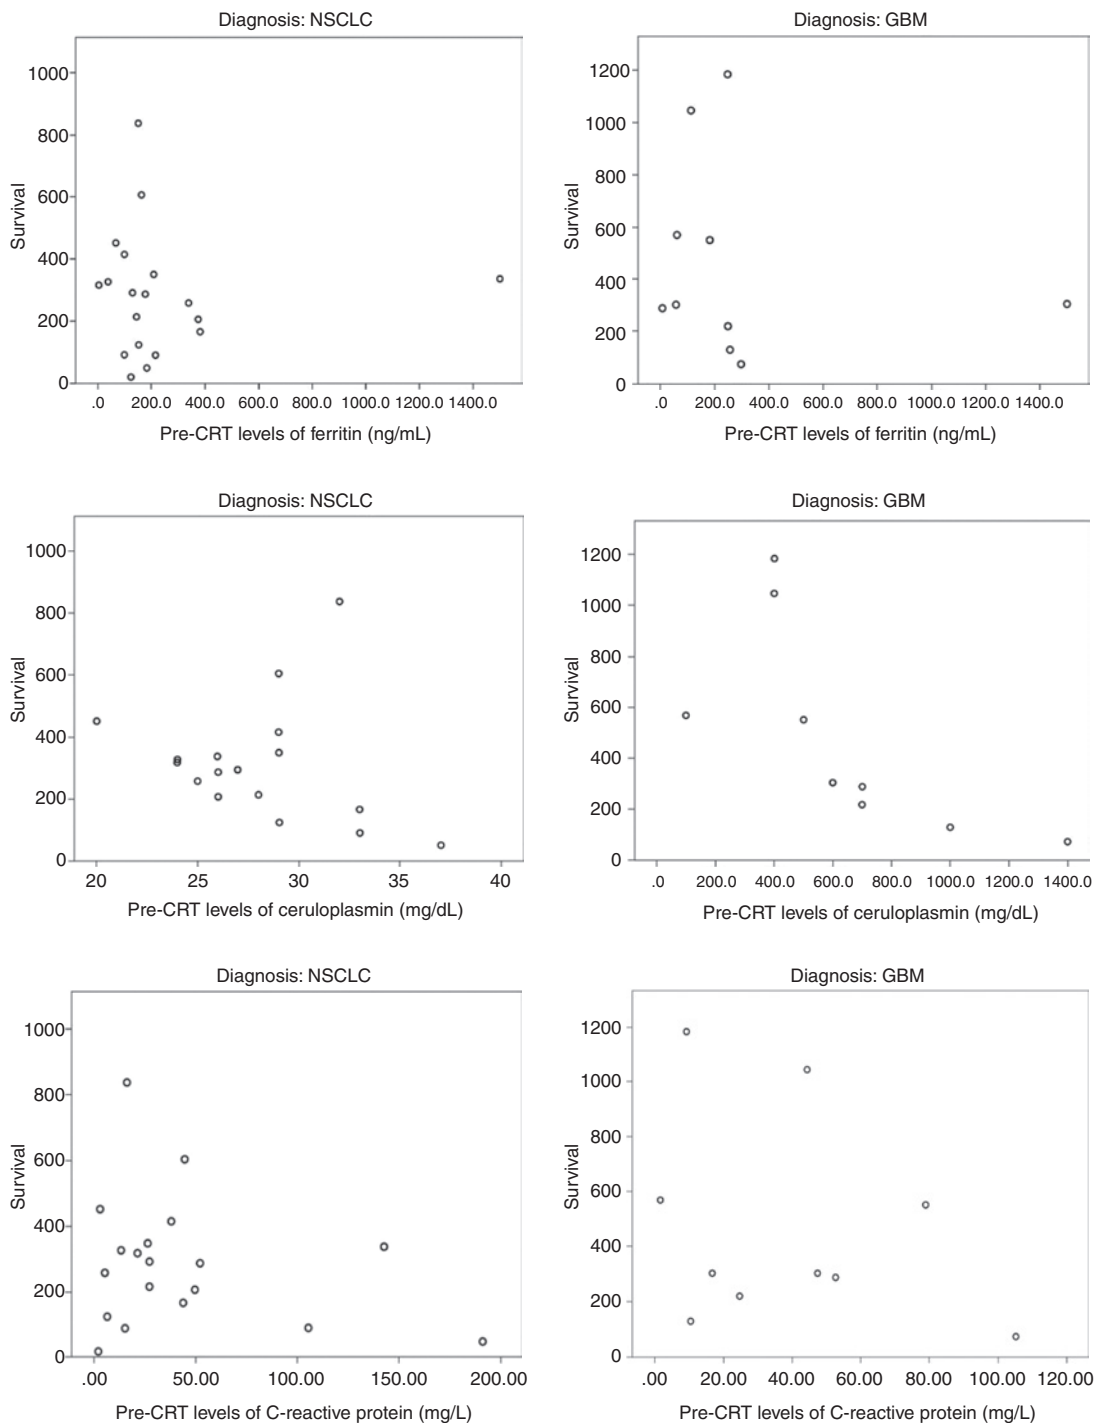 Diagnosis: NSCLC
1000
800
600
400
200
0
Survival
.0 200.0 400.0 600.0 800.0 1000.0 1200.0 1400.0
Pre-CRT levels of ferritin (ng/mL)
Diagnosis: GBM
1200
1000
800
600
400
200
0
Survival
.0 200.0 400.0 600.0 800.0 1000.0 1200.0 1400.0
Pre-CRT levels of ferritin (ng/mL)
Diagnosis: NSCLC
1000
800
600
400
200
0
Survival
20 25 30 35 40
Pre-CRT levels of ceruloplasmin (mg/dL)
Diagnosis: GBM
1200
1000
800
600
400
200
0
Survival
.0 200.0 400.0 600.0 800.0 1000.0 1200.0 1400.0
Pre-CRT levels of ceruloplasmin (mg/dL)
Diagnosis: NSCLC
1000
800
600
400
200
0
Survival
.00 50.00 100.00 150.00 200.00
Pre-CRT levels of C-reactive protein (mg/L)
Diagnosis: GBM
1200
1000
800
600
400
200
0
Survival
.00 20.00 40.00 60.00 80.00 100.00 120.00
Pre-CRT levels of C-reactive protein (mg/L)